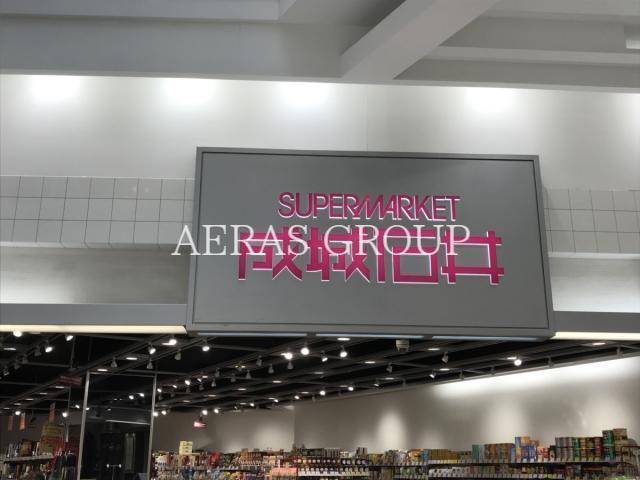 SUPERMARKET
成城石井
AERAS GROUP